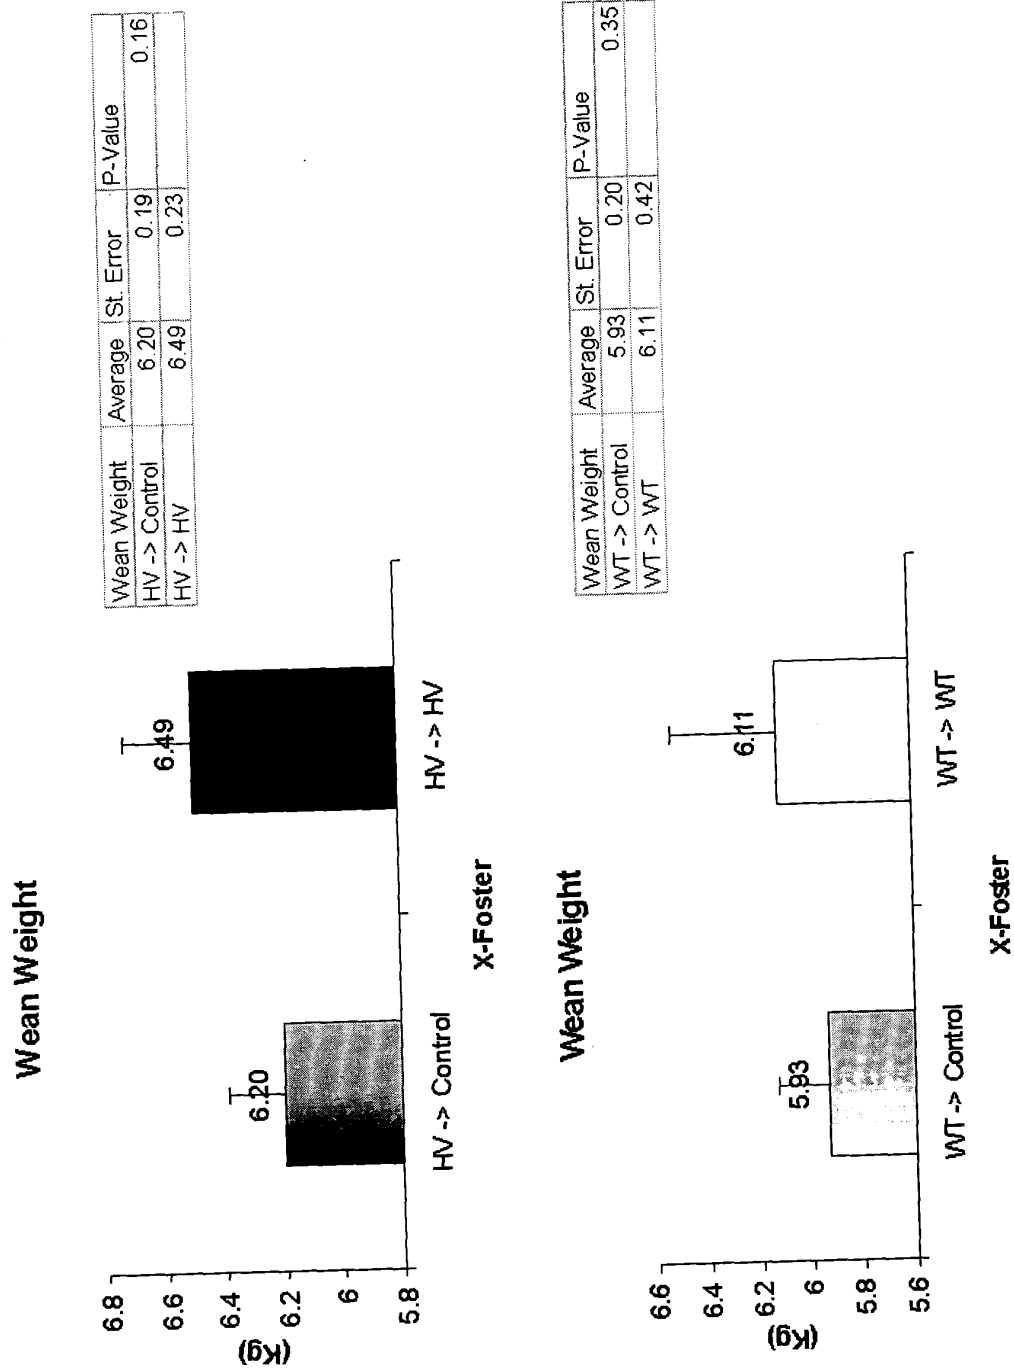 Wean Weight
Wean Weight Average St. Error P-Value
HV -> Control 6.20 0.19 0.16
HV -> HV 6.49 0.23
6.8
6.6
6.4
6.2
6
5.8
(Kg)
6.20
6.49
HV -> Control HV -> HV
X-Foster
Wean Weight
Wean Weight Average St. Error P-Value
WT -> Control 5.93 0.20 0.35
WT -> WT 6.11 0.42
6.6
6.4
6.2
6
5.8
5.6
(Kg)
5.93
6.11
WT -> Control WT -> WT
X-Foster